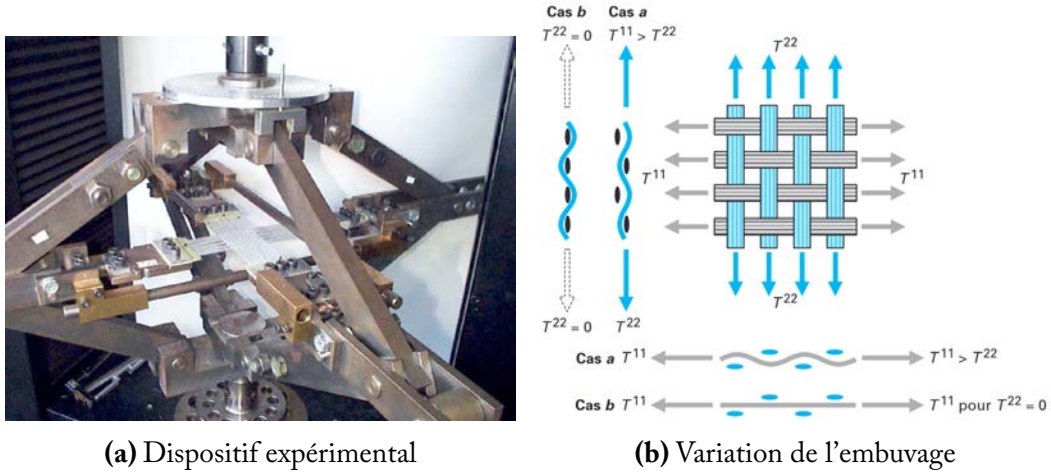 Cas b Cas a
T²² = 0 T¹¹ > T²²
T²²
T¹¹
T¹¹
T²²
T²² = 0 T²²
Cas a T¹¹ T¹¹ > T²²
Cas b T¹¹ T¹¹ pour T²² = 0
(a) Dispositif expérimental
(b) Variation de l’embuvage